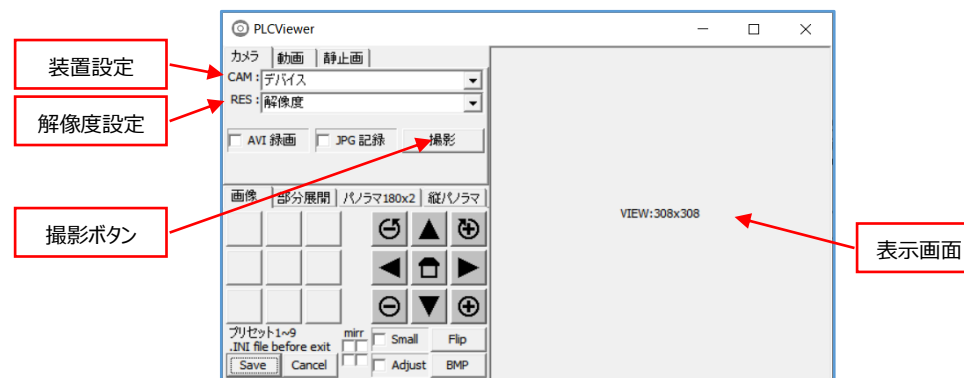 PLCViewer
カメラ 動画 静止画
装置設定
CAM : デバイス
RES : 解像度
解像度設定
AVI 録画 JPG 記録 撮影
画像 部分展開 パノラマ180x2 縦パノラマ
撮影ボタン
VIEW:308x308
表示画面
プリセット1~9
.INI file before exit
mirr
Small Flip
Save Cancel
Adjust BMP